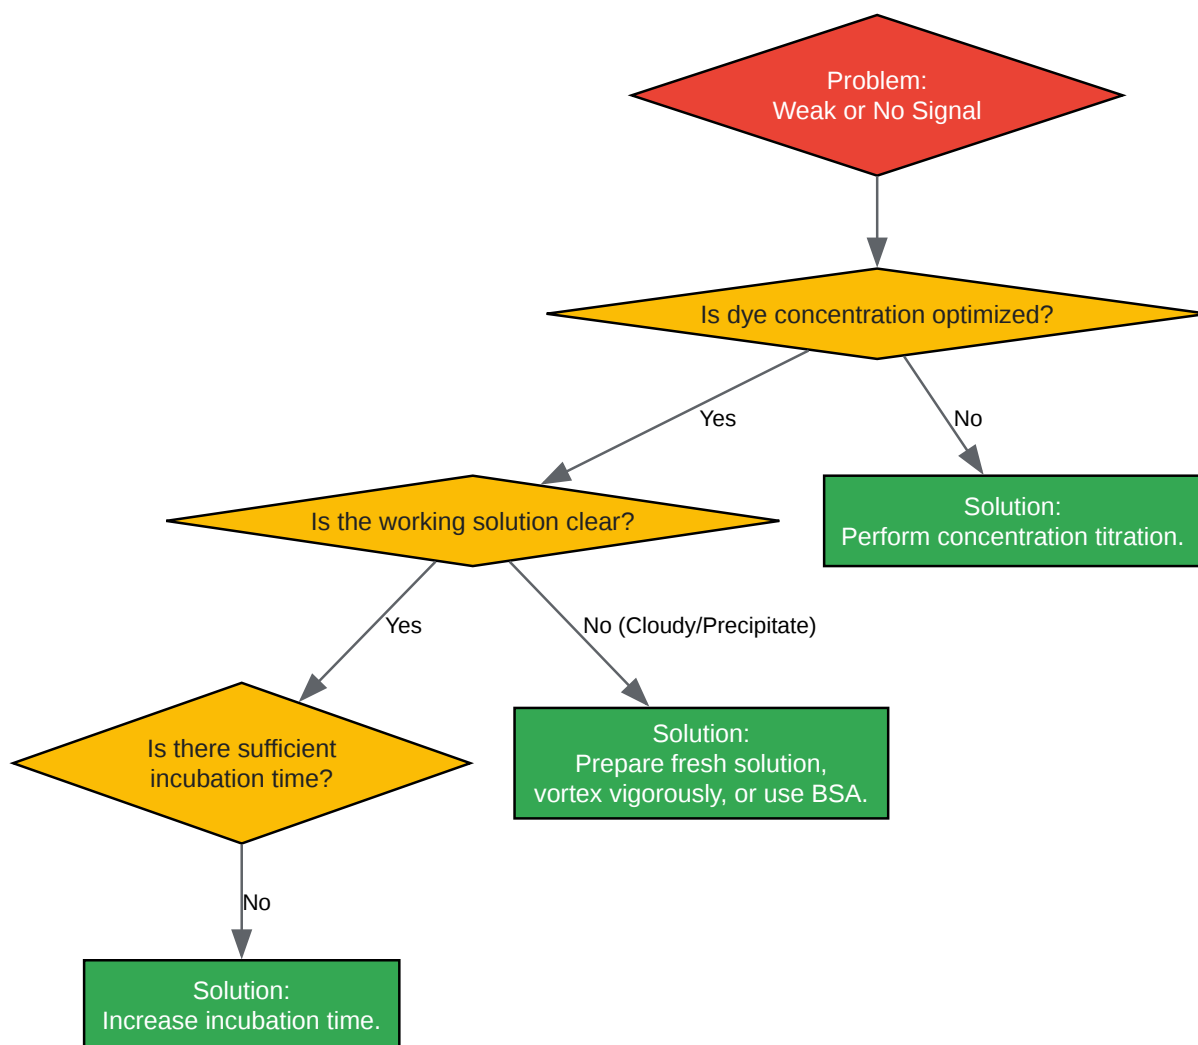 Problem:
Weak or No Signal
Is dye concentration optimized?
Yes
No
Is the working solution clear?
Solution:
Perform concentration titration.
Yes
No (Cloudy/Precipitate)
Is there sufficient
incubation time?
Solution:
Prepare fresh solution,
vortex vigorously, or use BSA.
No
Solution:
Increase incubation time.